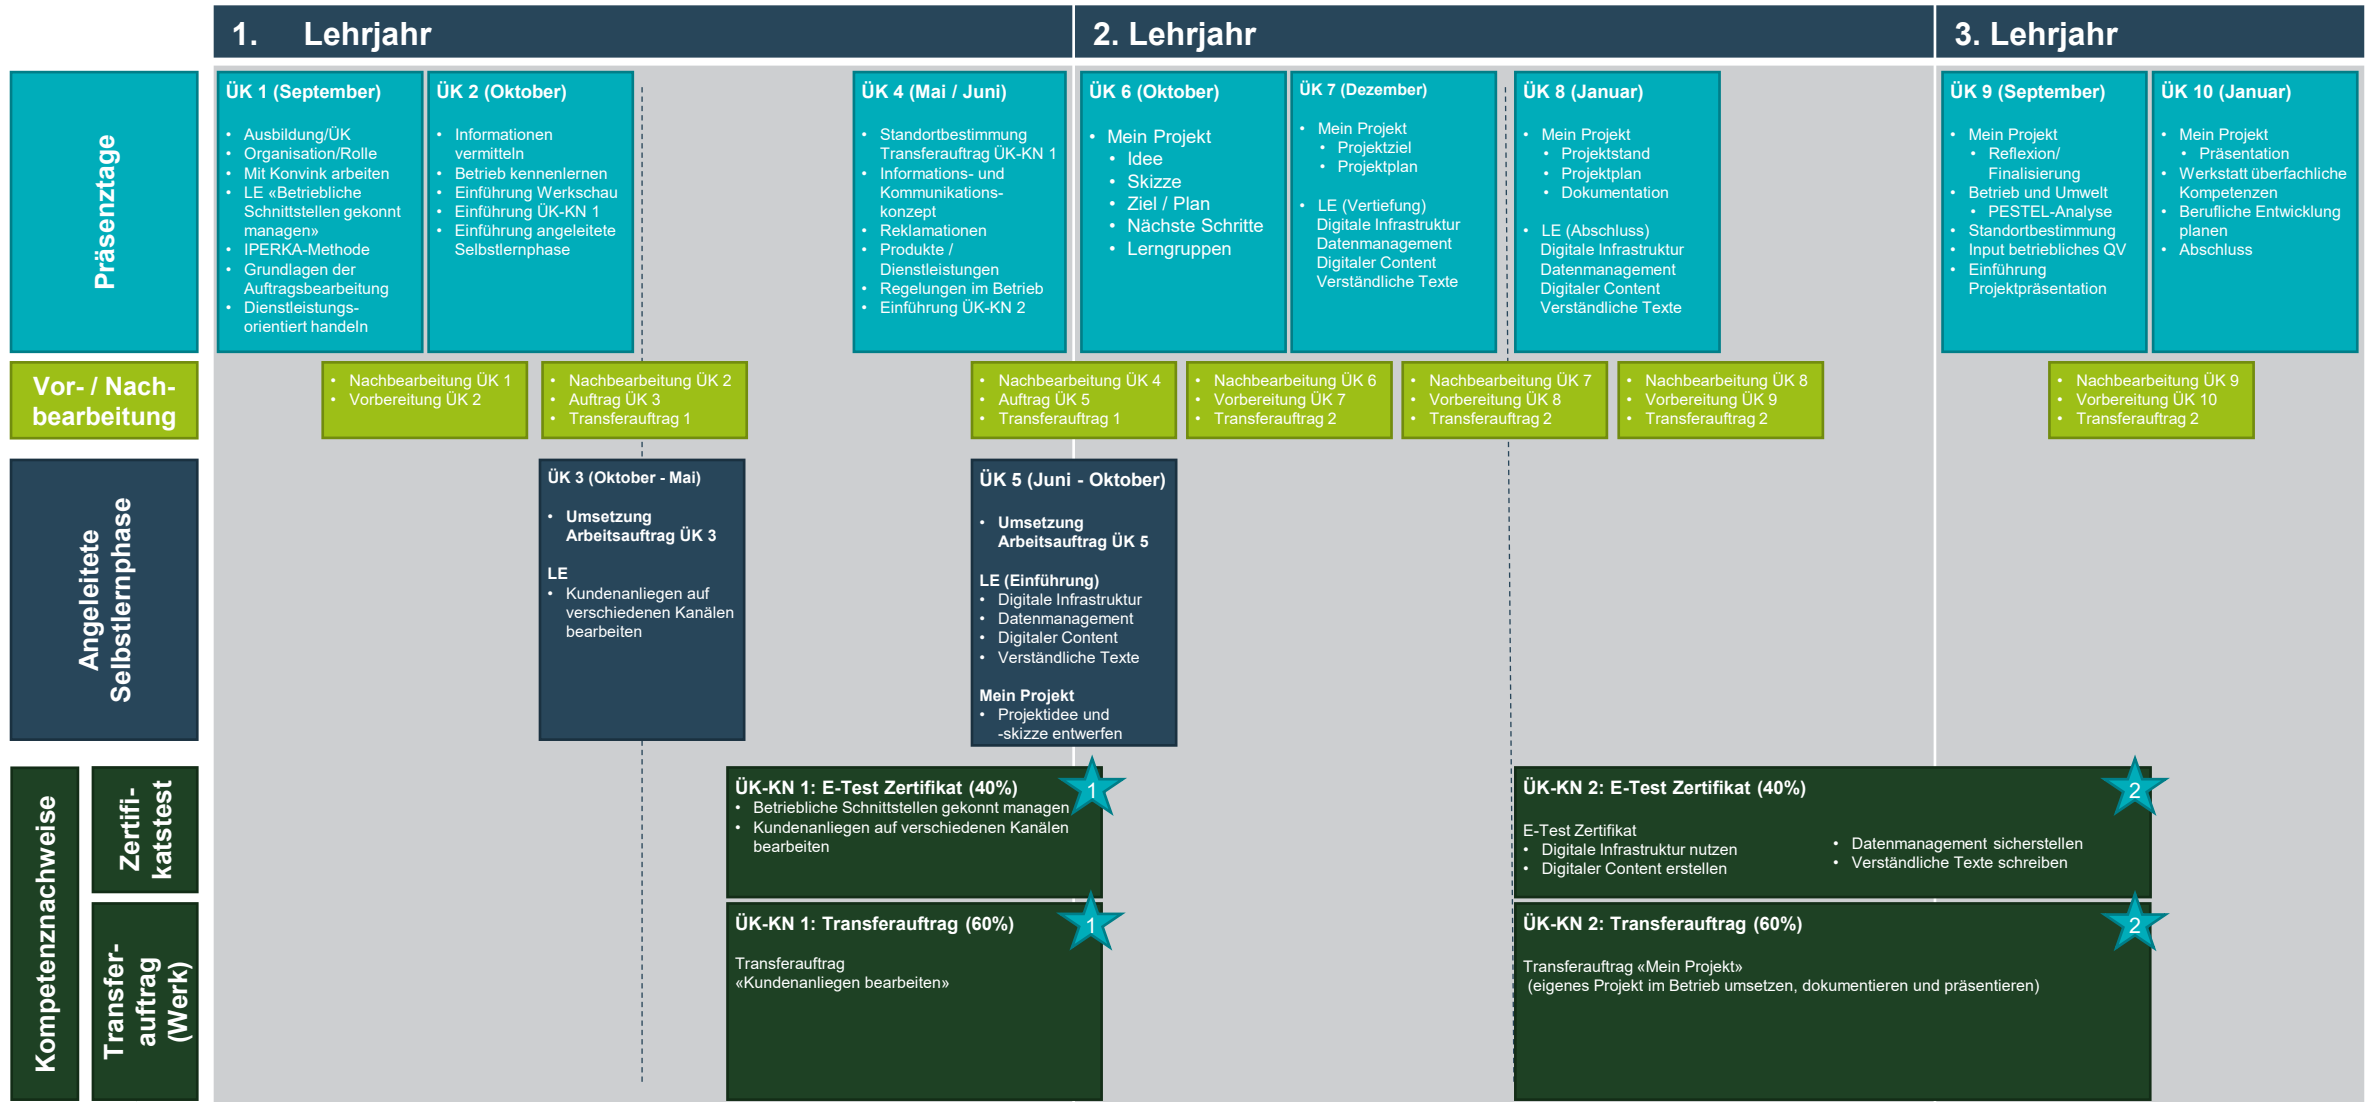 1. Lehrjahr
2. Lehrjahr
3. Lehrjahr
Präsenztage
ÜK 1 (September)
• Ausbildung/ÜK
• Organisation/Rolle
• Mit Konvink arbeiten
• LE «Betriebliche
Schnittstellen gekonnt
managen»
• IPERKA-Methode
• Grundlagen der
Auftragsbearbeitung
• Dienstleistungs-
orientiert handeln
ÜK 2 (Oktober)
• Informationen
vermitteln
• Betrieb kennenlernen
• Einführung Werkschau
• Einführung ÜK-KN 1
• Einführung angeleitete
Selbstlernphase
ÜK 4 (Mai / Juni)
• Standortbestimmung
Transferauftrag ÜK-KN 1
• Informations- und
Kommunikations-
konzept
• Reklamationen
• Produkte /
Dienstleistungen
• Regelungen im Betrieb
• Einführung ÜK-KN 2
ÜK 6 (Oktober)
• Mein Projekt
• Idee
• Skizze
• Ziel / Plan
• Nächste Schritte
• Lerngruppen
ÜK 7 (Dezember)
• Mein Projekt
• Projektziel
• Projektplan
• LE (Vertiefung)
Digitale Infrastruktur
Datenmanagement
Digitaler Content
Verständliche Texte
ÜK 8 (Januar)
• Mein Projekt
• Projektstand
• Projektplan
• Dokumentation
• LE (Abschluss)
Digitale Infrastruktur
Datenmanagement
Digitaler Content
Verständliche Texte
ÜK 9 (September)
• Mein Projekt
• Reflexion/
Finalisierung
• Betrieb und Umwelt
• PESTEL-Analyse
• Standortbestimmung
• Input betriebliches QV
• Einführung
Projektpräsentation
ÜK 10 (Januar)
• Mein Projekt
• Präsentation
• Werkstatt überfachliche
Kompetenzen
• Berufliche Entwicklung
planen
• Abschluss
Vor- / Nach-
bearbeitung
• Nachbearbeitung ÜK 1
• Vorbereitung ÜK 2
• Nachbearbeitung ÜK 2
• Auftrag ÜK 3
• Transferauftrag 1
• Nachbearbeitung ÜK 4
• Auftrag ÜK 5
• Transferauftrag 1
• Nachbearbeitung ÜK 6
• Vorbereitung ÜK 7
• Transferauftrag 2
• Nachbearbeitung ÜK 7
• Vorbereitung ÜK 8
• Transferauftrag 2
• Nachbearbeitung ÜK 8
• Vorbereitung ÜK 9
• Transferauftrag 2
• Nachbearbeitung ÜK 9
• Vorbereitung ÜK 10
• Transferauftrag 2
Angeleitete
Selbstlernphase
ÜK 3 (Oktober - Mai)
• Umsetzung
Arbeitsauftrag ÜK 3
LE
• Kundenanliegen auf
verschiedenen Kanälen
bearbeiten
ÜK 5 (Juni - Oktober)
• Umsetzung
Arbeitsauftrag ÜK 5
LE (Einführung)
• Digitale Infrastruktur
• Datenmanagement
• Digitaler Content
• Verständliche Texte
Mein Projekt
• Projektidee und
-skizze entwerfen
Kompetenznachweise
Zertifi-
katstest
ÜK-KN 1: E-Test Zertifikat (40%)
• Betriebliche Schnittstellen gekonnt managen
• Kundenanliegen auf verschiedenen Kanälen
bearbeiten
1
ÜK-KN 2: E-Test Zertifikat (40%)
E-Test Zertifikat
• Digitale Infrastruktur nutzen
• Digitaler Content erstellen
• Datenmanagement sicherstellen
• Verständliche Texte schreiben
2
Transfer-
auftrag
(Werk)
ÜK-KN 1: Transferauftrag (60%)
Transferauftrag
«Kundenanliegen bearbeiten»
1
ÜK-KN 2: Transferauftrag (60%)
Transferauftrag «Mein Projekt»
(eigenes Projekt im Betrieb umsetzen, dokumentieren und präsentieren)
2